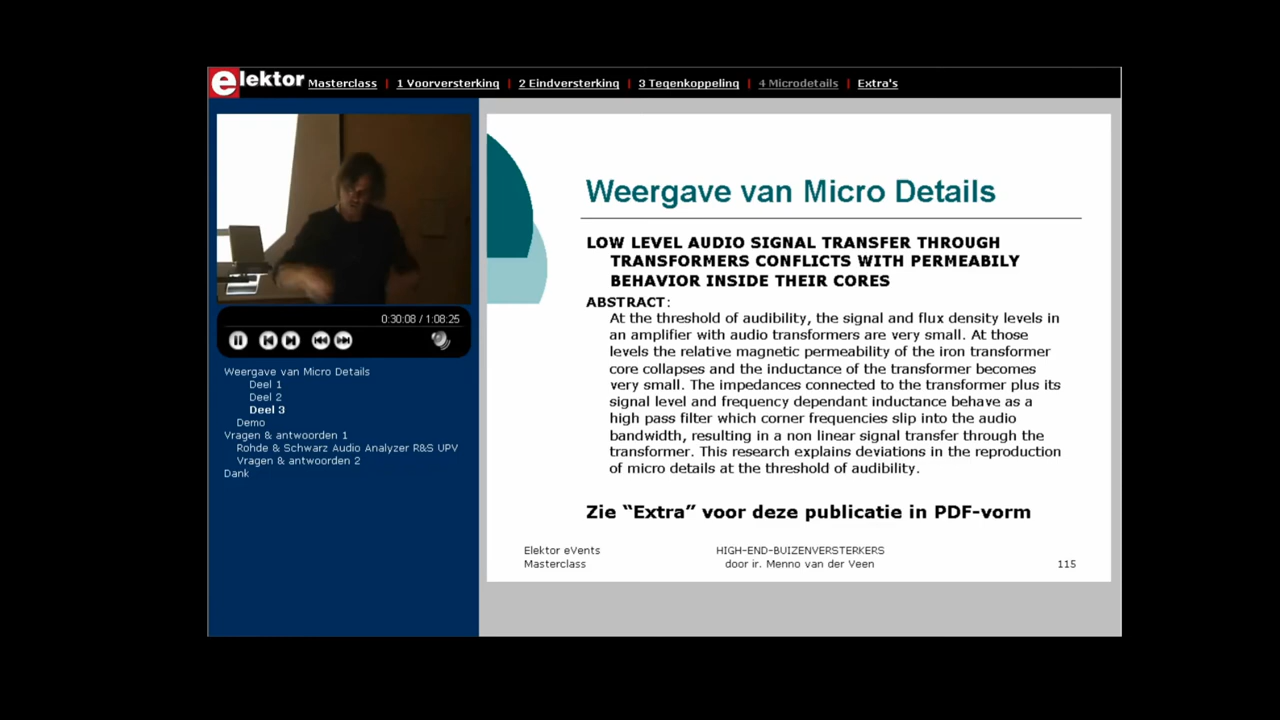 elektor Masterclass | 1 Voorversterking | 2 Eindversterking | 3 Tegenkoppeling | 4 Microdetails | Extra's
0:30:08 / 1:08:25
Weergave van Micro Details
Deel 1
Deel 2
Deel 3
Demo
Vragen & antwoorden 1
Rohde & Schwarz Audio Analyzer R&S UPV
Vragen & antwoorden 2
Dank
Weergave van Micro Details
LOW LEVEL AUDIO SIGNAL TRANSFER THROUGH
TRANSFORMERS CONFLICTS WITH PERMEABILY
BEHAVIOR INSIDE THEIR CORES
ABSTRACT:
At the threshold of audibility, the signal and flux density levels in
an amplifier with audio transformers are very small. At those
levels the relative magnetic permeability of the iron transformer
core collapses and the inductance of the transformer becomes
very small. The impedances connected to the transformer plus its
signal level and frequency dependant inductance behave as a
high pass filter which corner frequencies slip into the audio
bandwidth, resulting in a non linear signal transfer through the
transformer. This research explains deviations in the reproduction
of micro details at the threshold of audibility.
Zie “Extra” voor deze publicatie in PDF-vorm
Elektor eVents
Masterclass
HIGH-END-BUIZENVERSTERKERS
door ir. Menno van der Veen
115